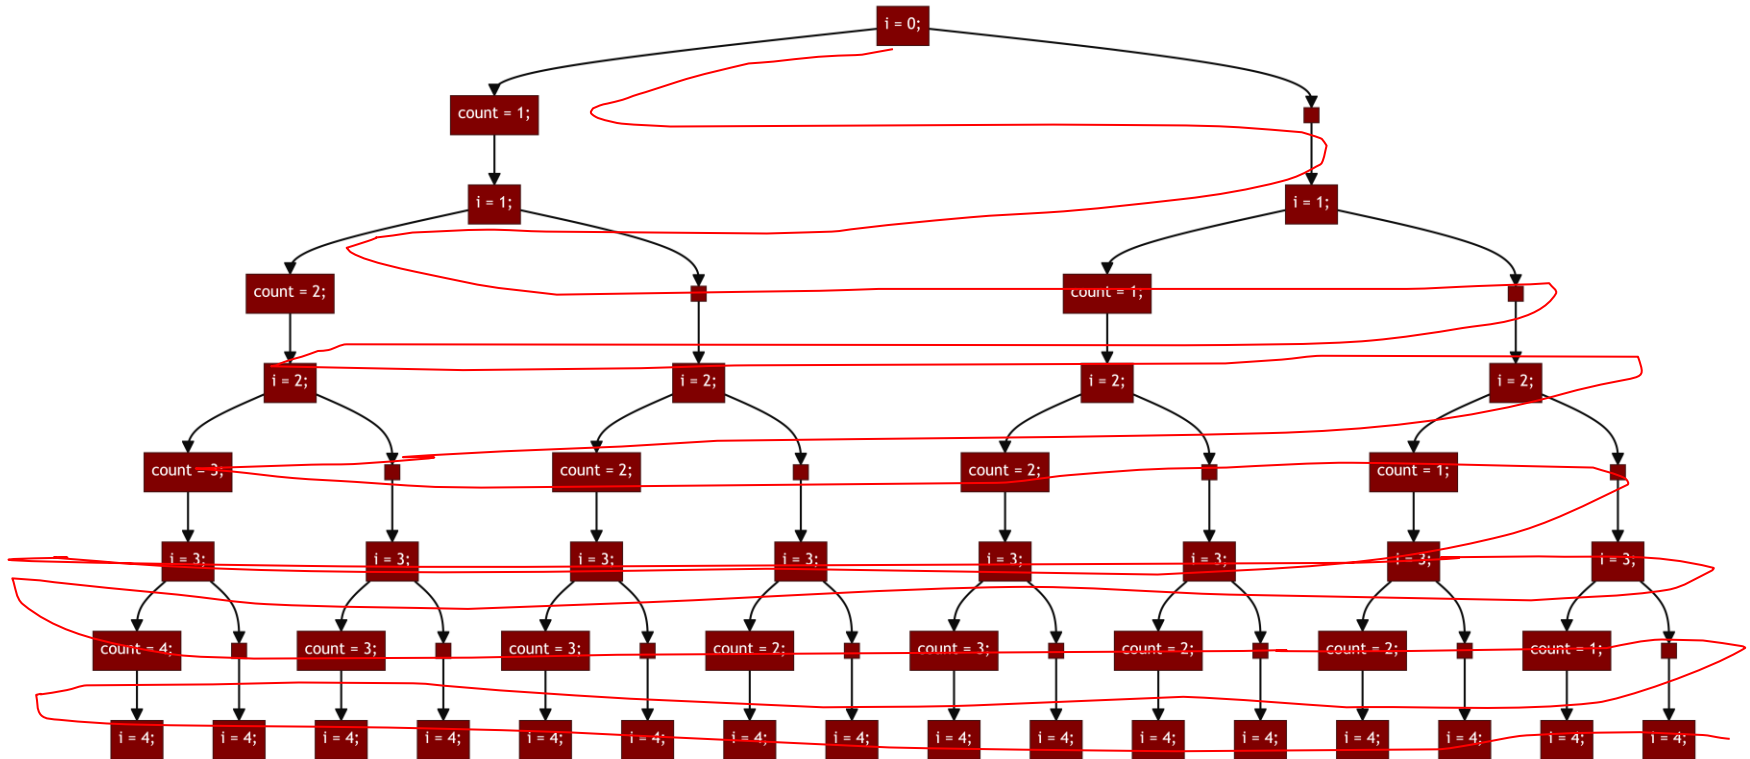 i = 0;
count = 1;
i = 1; i = 1;
count = 2; count = 1;
i = 2; i = 2; i = 2; i = 2;
count = 3; count = 2; count = 2; count = 1;
i = 3; i = 3; i = 3; i = 3; i = 3; i = 3; i = 3; i = 3;
count = 4; count = 3; count = 3; count = 2; count = 3; count = 2; count = 2; count = 1;
i = 4; i = 4; i = 4; i = 4; i = 4; i = 4; i = 4; i = 4; i = 4; i = 4; i = 4; i = 4; i = 4; i = 4; i = 4; i = 4;